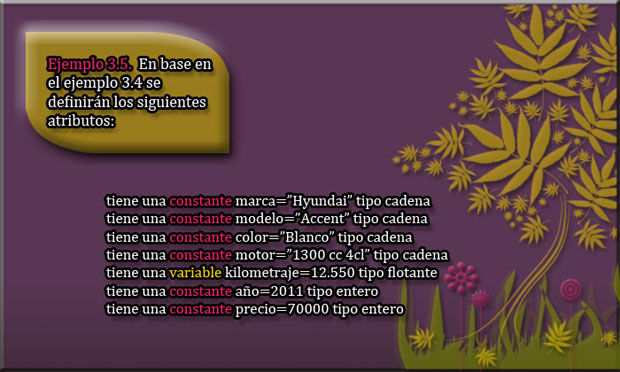 Ejemplo 3.5. En base en
el ejemplo 3.4 se
definirán los siguientes
atributos:
tiene una constante marca=”Hyundai” tipo cadena
tiene una constante modelo=”Accent” tipo cadena
tiene una constante color=”Blanco” tipo cadena
tiene una constante motor=”1300 cc 4cl” tipo cadena
tiene una variable kilometraje=12.550 tipo flotante
tiene una constante año=2011 tipo entero
tiene una constante precio=70000 tipo entero